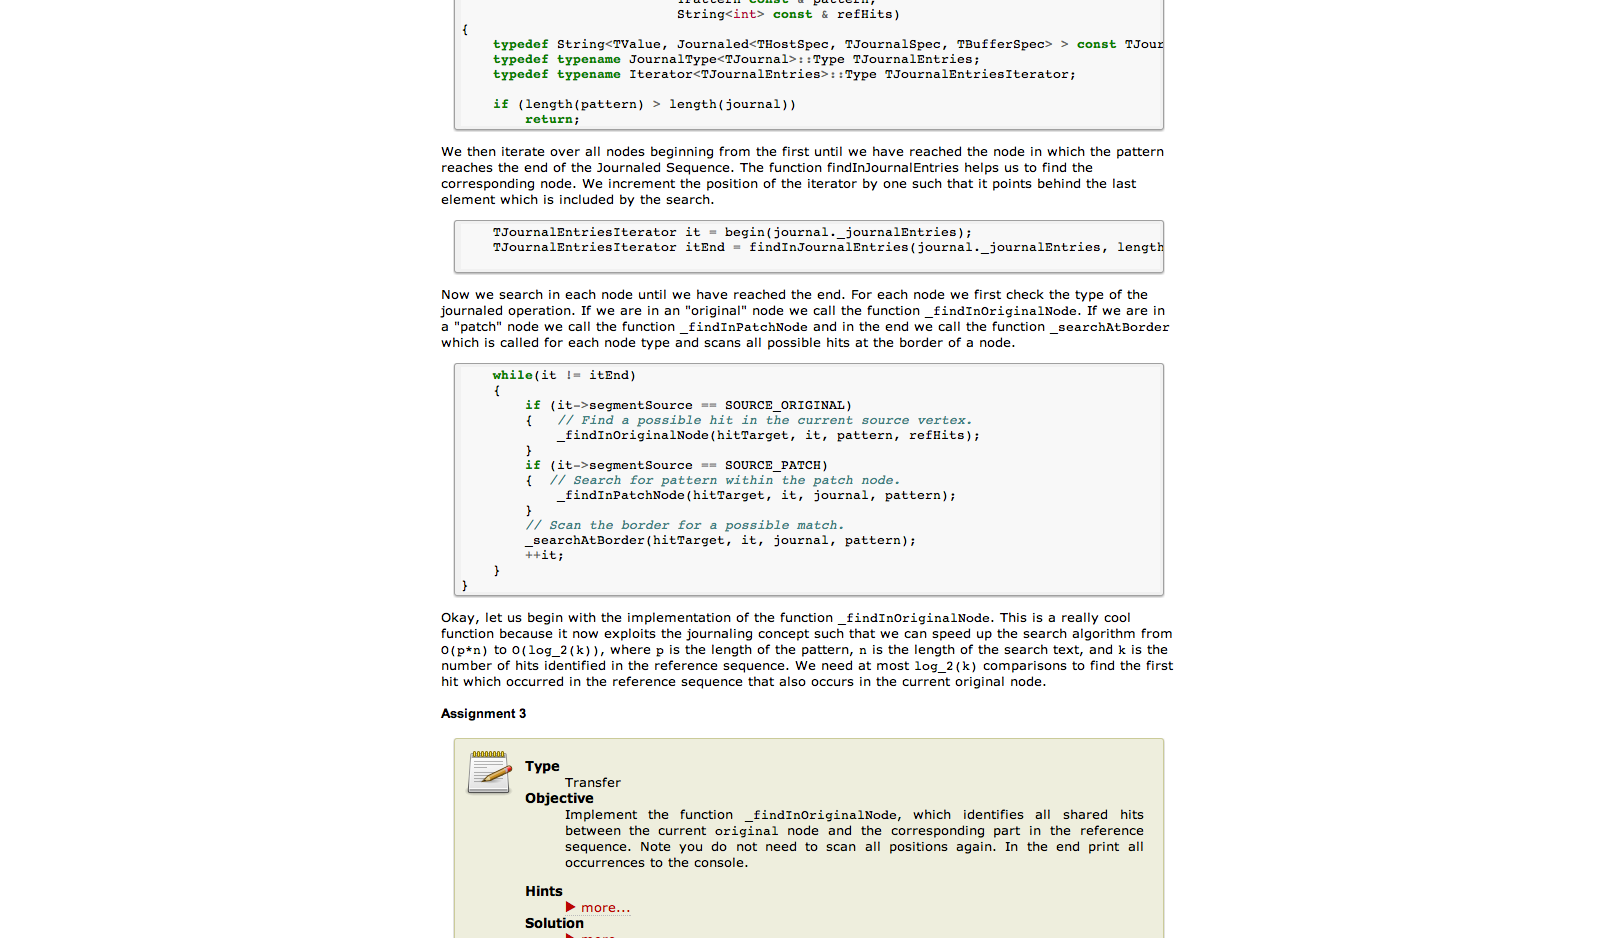 String<int> const & refHits)
{
typedef String<TValue, Journaled<THostSpec, TJournalSpec, TBufferSpec> > const TJour
typedef typename JournalType<TJournal>::Type TJournalEntries;
typedef typename Iterator<TJournalEntries>::Type TJournalEntriesIterator;
if (length(pattern) > length(journal))
return;
We then iterate over all nodes beginning from the first until we have reached the node in which the pattern
reaches the end of the Journaled Sequence. The function findInJournalEntries helps us to find the
corresponding node. We increment the position of the iterator by one such that it points behind the last
element which is included by the search.
TJournalEntriesIterator it = begin(journal._journalEntries);
TJournalEntriesIterator itEnd = findInJournalEntries(journal._journalEntries, length
Now we search in each node until we have reached the end. For each node we first check the type of the
journaled operation. If we are in an "original" node we call the function _findInOriginalNode. If we are in
a "patch" node we call the function _findInPatchNode and in the end we call the function _searchAtBorder
which is called for each node type and scans all possible hits at the border of a node.
while(it != itEnd)
{
if (it->segmentSource == SOURCE_ORIGINAL)
{ // Find a possible hit in the current source vertex.
_findInOriginalNode(hitTarget, it, pattern, refHits);
}
if (it->segmentSource == SOURCE_PATCH)
{ // Search for pattern within the patch node.
_findInPatchNode(hitTarget, it, journal, pattern);
}
// Scan the border for a possible match.
_searchAtBorder(hitTarget, it, journal, pattern);
++it;
}
}
Okay, let us begin with the implementation of the function _findInOriginalNode. This is a really cool
function because it now exploits the journaling concept such that we can speed up the search algorithm from
O(p*n) to O(log_2(k)), where p is the length of the pattern, n is the length of the search text, and k is the
number of hits identified in the reference sequence. We need at most log_2(k) comparisons to find the first
hit which occurred in the reference sequence that also occurs in the current original node.
Assignment 3
Type
Transfer
Objective
Implement the function _findInOriginalNode, which identifies all shared hits
between the current original node and the corresponding part in the reference
sequence. Note you do not need to scan all positions again. In the end print all
occurrences to the console.
Hints
more...
Solution